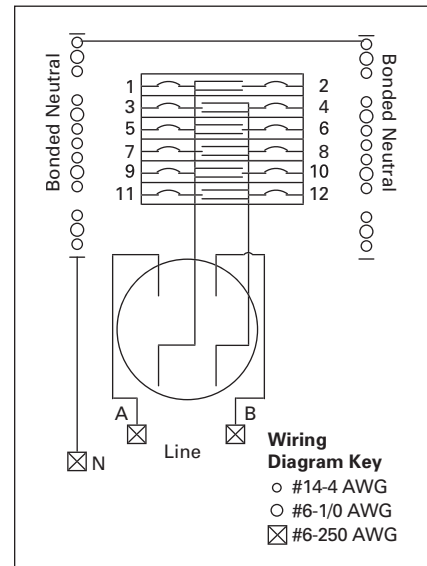 Bonded Neutral
Bonded Neutral
1 2
3 4
5 6
7 8
9 10
11 12
A B
N Line
Wiring
Diagram Key
#14-4 AWG
#6-1/0 AWG
#6-250 AWG